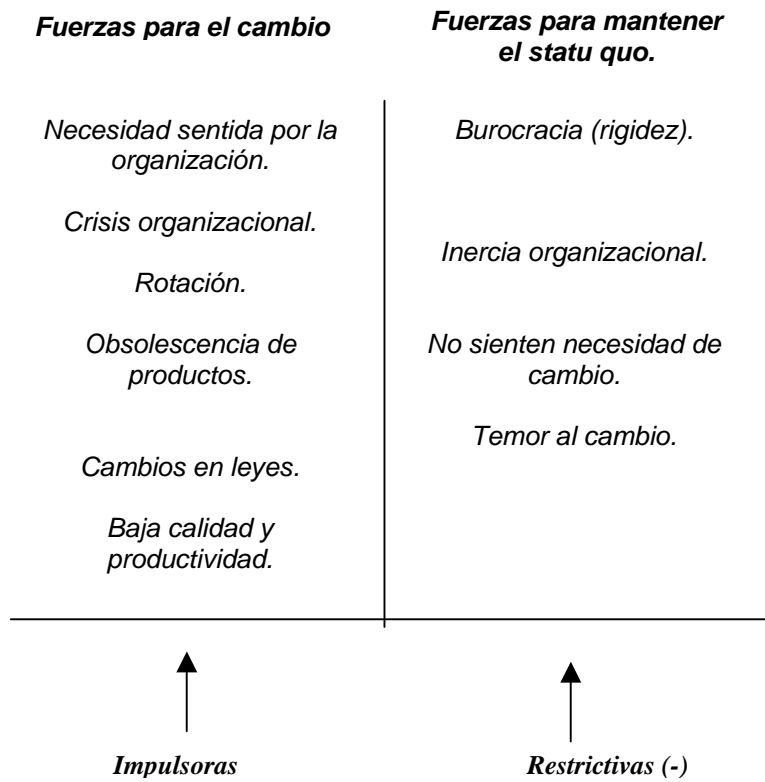 Fuerzas para el cambio
Fuerzas para mantener
el statu quo.
Necesidad sentida por la
organización.
Crisis organizacional.
Rotación.
Obsolescencia de
productos.
Cambios en leyes.
Baja calidad y
productividad.
Burocracia (rigidez).
Inercia organizacional.
No sienten necesidad de
cambio.
Temor al cambio.
Impulsoras
Restrictivas (-)